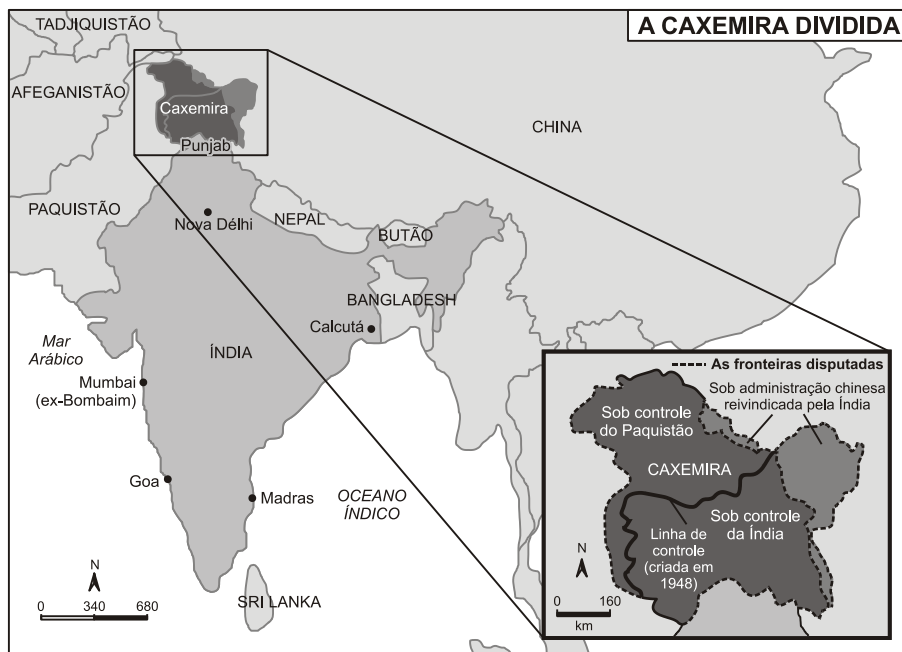 A CAXEMIRA DIVIDIDA
TADJIQUISTÃO
AFEGANISTÃO
Caxemira
CHINA
Punjab
PAQUISTÃO
Nova Délhi
NEPAL
BUTÃO
BANGLADESH
Calcutá
Mar
Arábico
ÍNDIA
Mumbai
(ex-Bombaim)
Goa
Madras
OCEANO
ÍNDICO
SRI LANKA
N
0 340 680
As fronteiras disputadas
Sob administração chinesa
reivindicada pela Índia
Sob controle
do Paquistão
CAXEMIRA
Sob controle
da Índia
Linha de
controle
(criada em
1948)
N
0 160
km